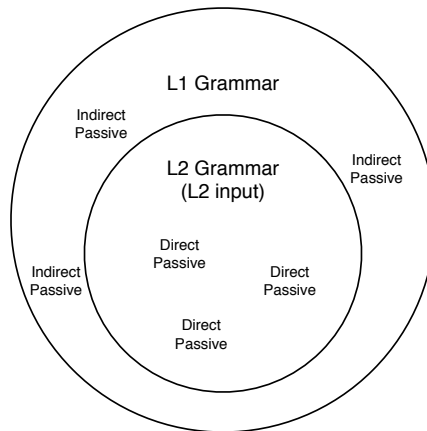 L1 Grammar
Indirect
Passive
Indirect
Passive
L2 Grammar
(L2 input)
Direct
Passive
Indirect
Passive
Direct
Passive
Direct
Passive